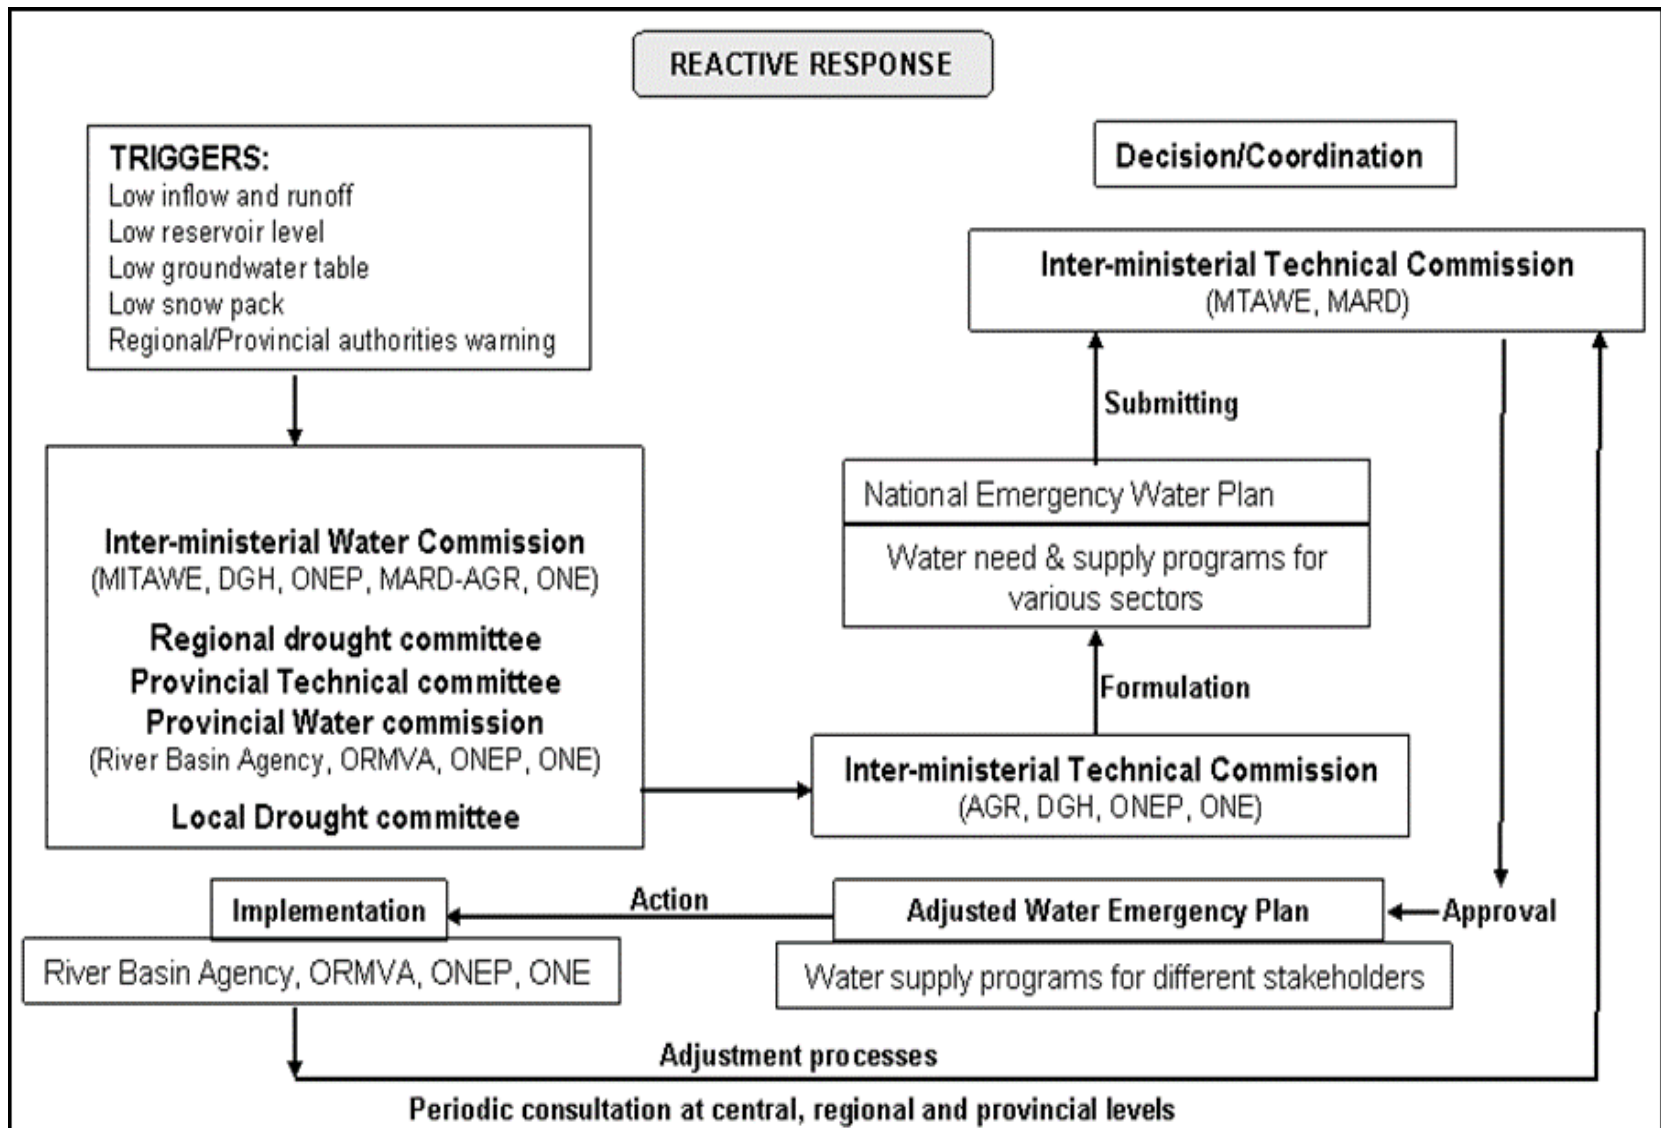 REACTIVE RESPONSE
TRIGGERS:
Low inflow and runoff
Low reservoir level
Low groundwater table
Low snow pack
Regional/Provincial authorities warning
Decision/Coordination
Inter-ministerial Technical Commission
(MTAWE, MARD)
Submitting
National Emergency Water Plan
Water need & supply programs for
various sectors
Formulation
Inter-ministerial Water Commission
(MITAWE, DGH, ONEP, MARD-AGR, ONE)
Regional drought committee
Provincial Technical committee
Provincial Water commission
(River Basin Agency, ORMVA, ONEP, ONE)
Local Drought committee
Inter-ministerial Technical Commission
(AGR, DGH, ONEP, ONE)
Implementation
Action
Adjusted Water Emergency Plan
Approval
River Basin Agency, ORMVA, ONEP, ONE
Water supply programs for different stakeholders
Adjustment processes
Periodic consultation at central, regional and provincial levels